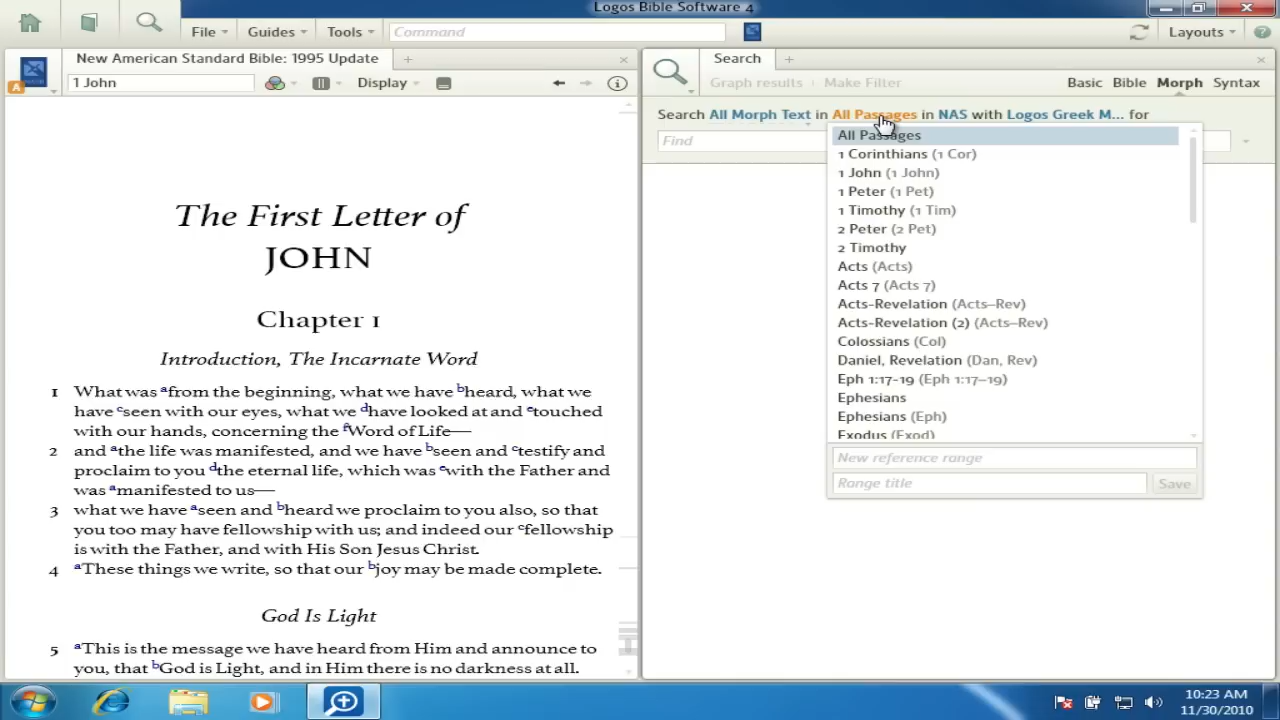 Logos Bible Software 4
File Guides Tools Command Layouts
New American Standard Bible: 1995 Update
1 John Display
The First Letter of
JOHN
Chapter 1
Introduction, The Incarnate Word
1 What was afrom the beginning, what we have bheard, what we
have cseen with our eyes, what we dhave looked at and etouched
with our hands, concerning the fWord of Life—
2 and athe life was manifested, and we have bseen and ctestify and
proclaim to you dthe eternal life, which was ewith the Father and
was amanifested to us—
3 what we have aseen and bheard we proclaim to you also, so that
you too may have fellowship with us; and indeed our cfellowship
is with the Father, and with His Son Jesus Christ.
4 aThese things we write, so that our bjoy may be made complete.
God Is Light
5 aThis is the message we have heard from Him and announce to
you, that bGod is Light, and in Him there is no darkness at all.
Search
Graph results Make Filter Basic Bible Morph Syntax
Search All Morph Text in All Passages in NAS with Logos Greek M... for
Find
All Passages
1 Corinthians (1 Cor)
1 John (1 John)
1 Peter (1 Pet)
1 Timothy (1 Tim)
2 Peter (2 Pet)
2 Timothy
Acts (Acts)
Acts 7 (Acts 7)
Acts-Revelation (Acts–Rev)
Acts-Revelation (2) (Acts–Rev)
Colossians (Col)
Daniel, Revelation (Dan, Rev)
Eph 1:17-19 (Eph 1:17–19)
Ephesians
Ephesians (Eph)
Exodus (Exod)
New reference range
Range title Save
10:23 AM
11/30/2010